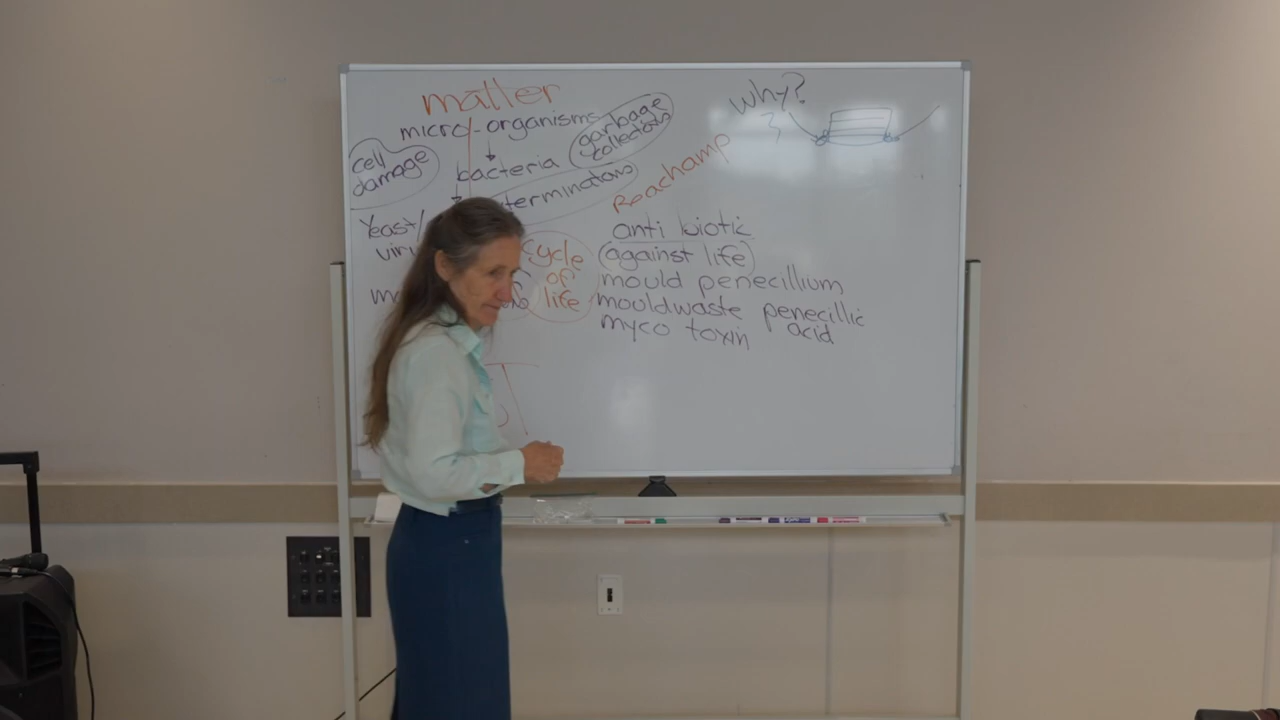 matter
micro-organisms
garbage
collectors
cell
damage
bacteria
terminators
Yeast/
cycle
of
life
Why?
Beachamp
anti biotic
(against life)
mould penecillium
mouldwaste penecillic
acid
myco toxin